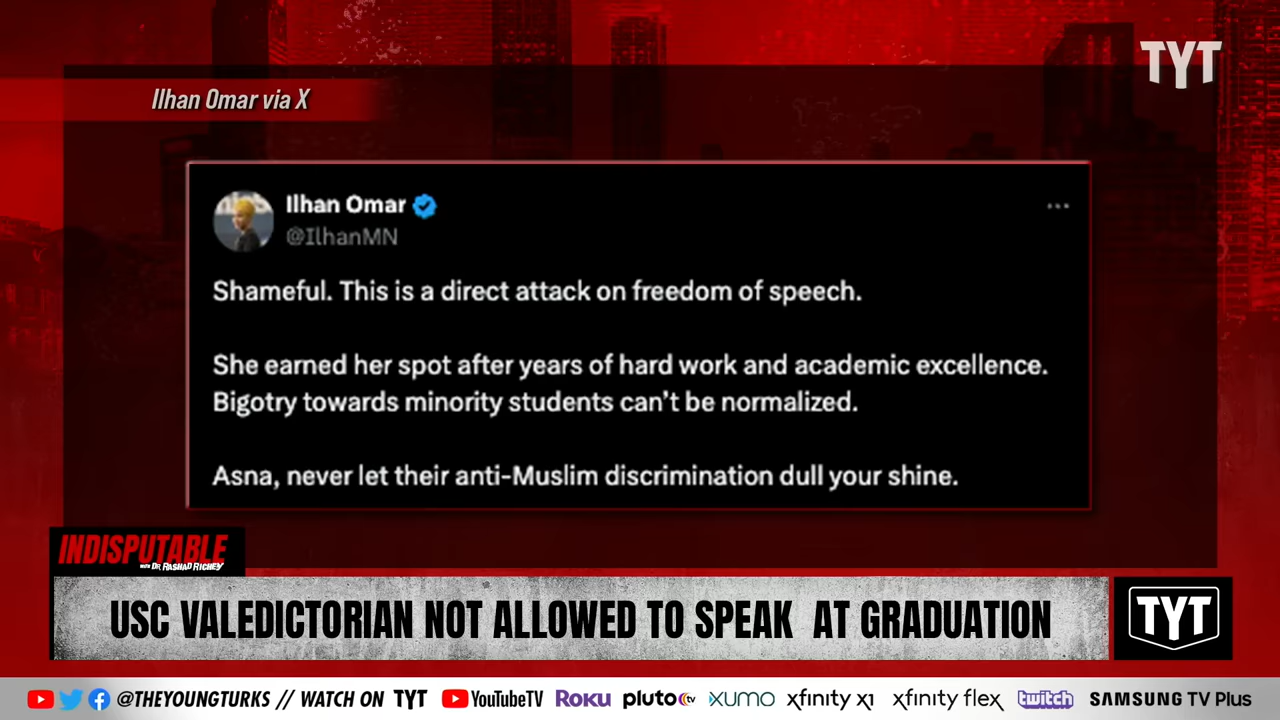 TYT
Ilhan Omar via X
Ilhan Omar
@IlhanMN
Shameful. This is a direct attack on freedom of speech.
She earned her spot after years of hard work and academic excellence.
Bigotry towards minority students can't be normalized.
Asna, never let their anti-Muslim discrimination dull your shine.
INDISPUTABLE
WITH DR. RASHAD RICHEY
USC VALEDICTORIAN NOT ALLOWED TO SPEAK AT GRADUATION
TYT
@THEYOUNGTURKS // WATCH ON TYT YouTubeTV ROKU pluto tv xumo xfinity x1 xfinity flex twitch SAMSUNG TV Plus